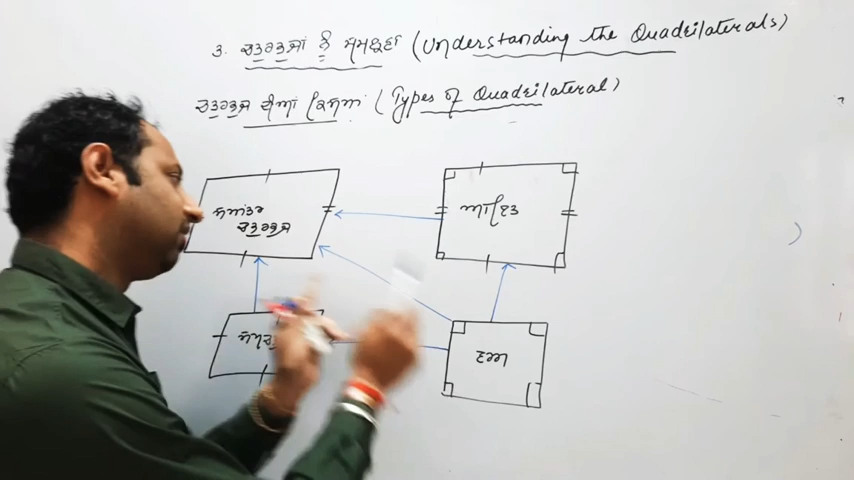 3. ਚਤੁਰਭੁਜਾਂ ਨੂੰ ਸਮਝਣਾ (Understanding the Quadrilaterals)
ਚਤੁਰਭੁਜ ਦੀਆਂ ਕਿਸਮਾਂ (Types of Quadrilateral)
ਸਮਾਂਤਰ
ਚਤੁਰਭੁਜ
ਆਇਤ
ਵਰਗ